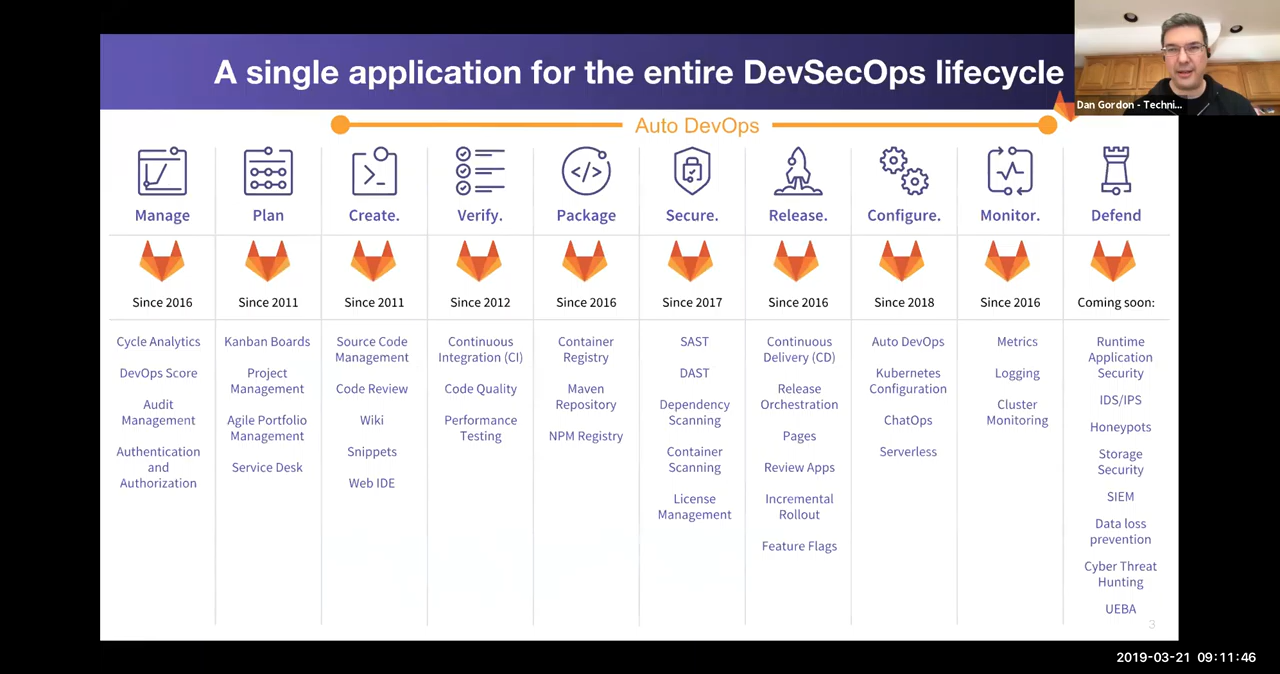 A single application for the entire DevSecOps lifecycle
Dan Gordon - Techni...
Auto DevOps
Manage
Plan
Create.
Verify.
Package
Secure.
Release.
Configure.
Monitor.
Defend
Since 2016
Since 2011
Since 2011
Since 2012
Since 2016
Since 2017
Since 2016
Since 2018
Since 2016
Coming soon:
Cycle Analytics
DevOps Score
Audit
Management
Authentication
and
Authorization
Kanban Boards
Project
Management
Agile Portfolio
Management
Service Desk
Source Code
Management
Code Review
Wiki
Snippets
Web IDE
Continuous
Integration (CI)
Code Quality
Performance
Testing
Container
Registry
Maven
Repository
NPM Registry
SAST
DAST
Dependency
Scanning
Container
Scanning
License
Management
Continuous
Delivery (CD)
Release
Orchestration
Pages
Review Apps
Incremental
Rollout
Feature Flags
Auto DevOps
Kubernetes
Configuration
ChatOps
Serverless
Metrics
Logging
Cluster
Monitoring
Runtime
Application
Security
IDS/IPS
Honeypots
Storage
Security
SIEM
Data loss
prevention
Cyber Threat
Hunting
UEBA
3
2019-03-21 09:11:46